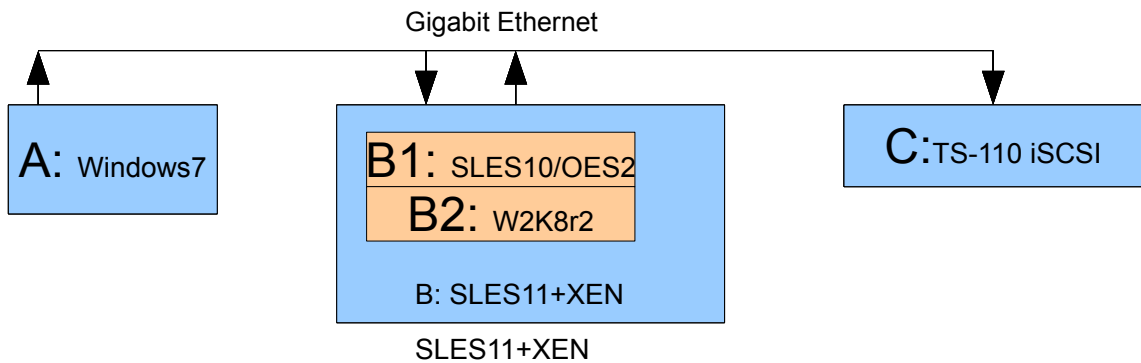 Gigabit Ethernet
A: Windows7
B1: SLES10/OES2
B2: W2K8r2
B: SLES11+XEN
SLES11+XEN
C:TS-110 iSCSI